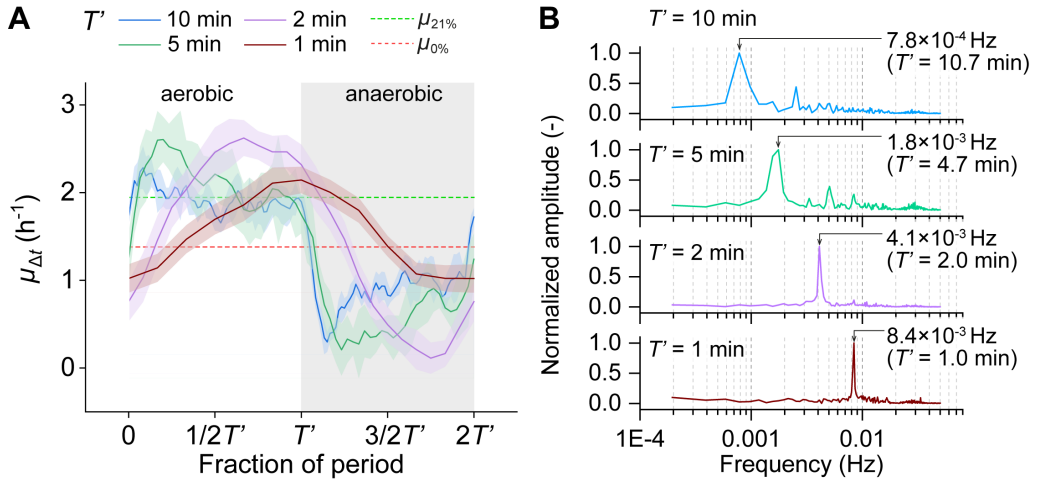 A
T′
10 min
2 min
μ21%
5 min
1 min
μ0%
aerobic
anaerobic
3
2
1
0
μΔt (h⁻¹)
0
1/2T′
T′
3/2T′
2T′
Fraction of period
B
T′ = 10 min
7.8×10⁻⁴ Hz
(T′ = 10.7 min)
1.0
0.5
0.0
T′ = 5 min
1.8×10⁻³ Hz
(T′ = 4.7 min)
1.0
0.5
0.0
T′ = 2 min
4.1×10⁻³ Hz
(T′ = 2.0 min)
1.0
0.5
0.0
T′ = 1 min
8.4×10⁻³ Hz
(T′ = 1.0 min)
1.0
0.5
0.0
Normalized amplitude (-)
1E-4
0.001
0.01
Frequency (Hz)